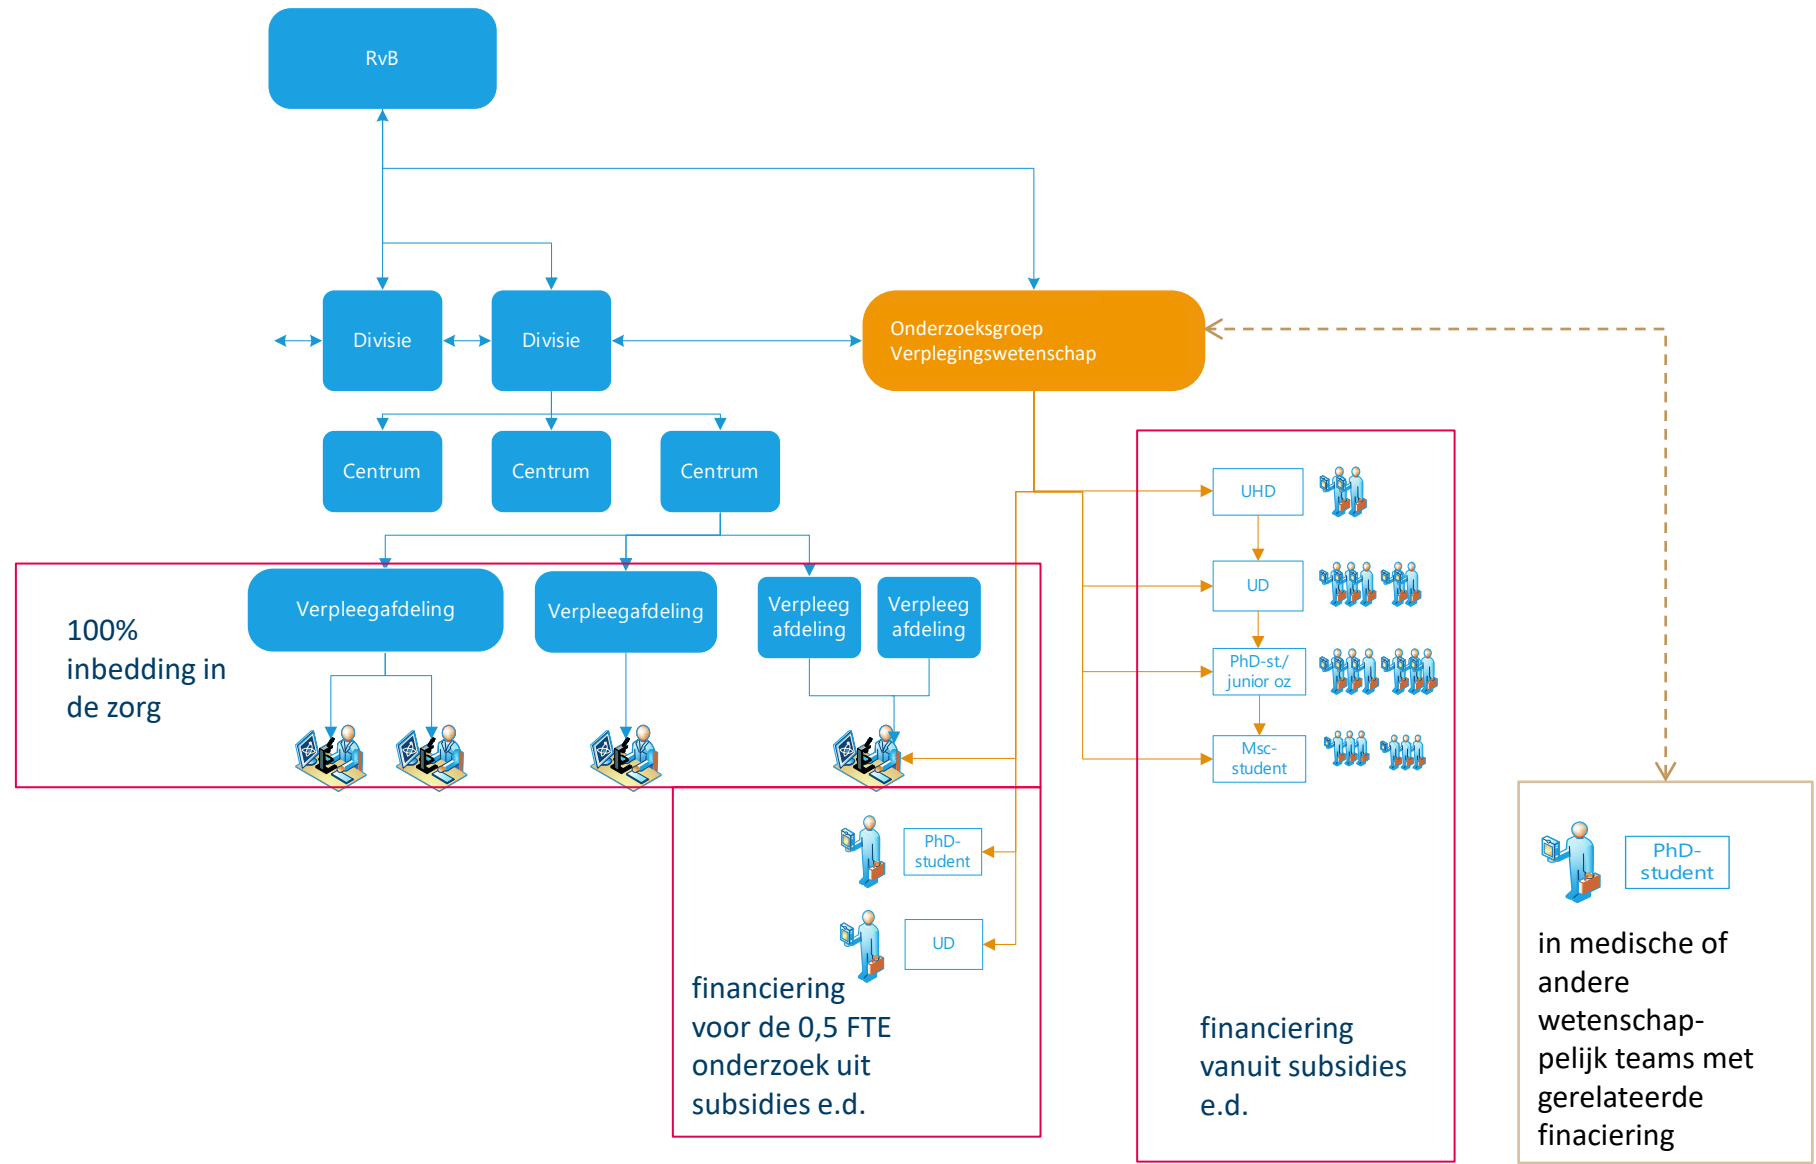 RvB
Divisie
Divisie
Onderzoeksgroep
Verplegingswetenschap
Centrum
Centrum
Centrum
UHD
UD
PhD-st./
junior oz
Msc-
student
100%
inbedding in
de zorg
Verpleegafdeling
Verpleegafdeling
Verpleeg
afdeling
Verpleeg
afdeling
PhD-
student
UD
financiering
voor de 0,5 FTE
onderzoek uit
subsidies e.d.
financiering
vanuit subsidies
e.d.
PhD-
student
in medische of
andere
wetenschap-
pelijk teams met
gerelateerde
finaciering